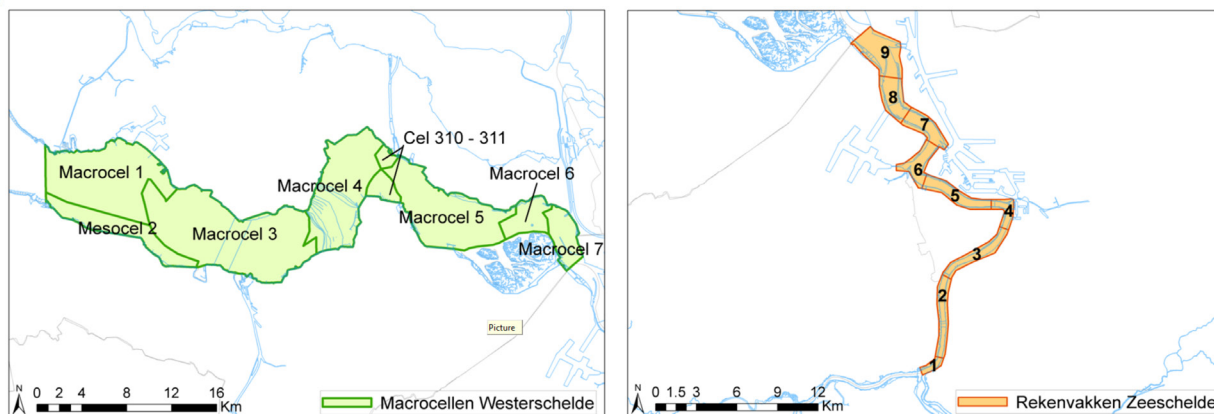 Macrocel 1
Mesocel 2
Macrocel 3
Macrocel 4
Cel 310 - 311
Macrocel 5
Macrocel 6
Macrocel 7
Picture
N
0 2 4 8 12 16
Km
Macrocellen Westerschelde
9
8
7
6
5
4
3
2
1
N
0 1.5 3 6 9 12
Km
Rekenvakken Zeeschelde